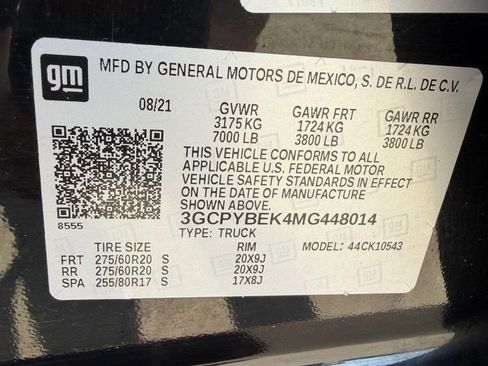 gm
MFD BY GENERAL MOTORS DE MEXICO, S. DE R.L. DE C.V.
08/21 GVWR GAWR FRT GAWR RR
3175 KG 1724 KG 1724 KG
7000 LB 3800 LB 3800 LB
THIS VEHICLE CONFORMS TO ALL
APPLICABLE U.S. FEDERAL MOTOR
VEHICLE SAFETY STANDARDS IN EFFECT
ON THE DATE OF MANUFACTURE
SHOWN ABOVE.
8555 3GCPYBEK4MG448014
TYPE: TRUCK MODEL: 44CK10543
TIRE SIZE RIM
FRT 275/60R20 S 20X9J
RR 275/60R20 S 20X9J
SPA 255/80R17 S 17X8J